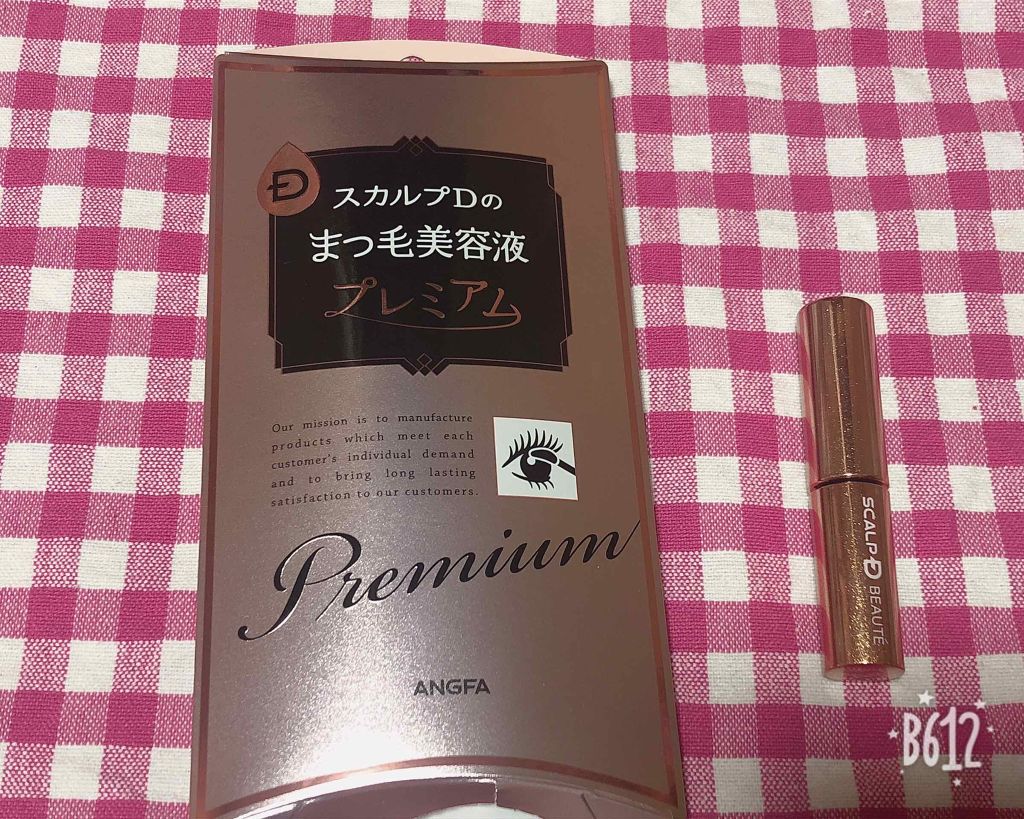 スカルプDの
まつ毛美容液
プレミアム
Our mission is to manufacture
products which meet each
customer's individual demand
and to bring long lasting
satisfaction to our customers.
Premium
ANGFA
SCALP D BEAUTÉ
B612